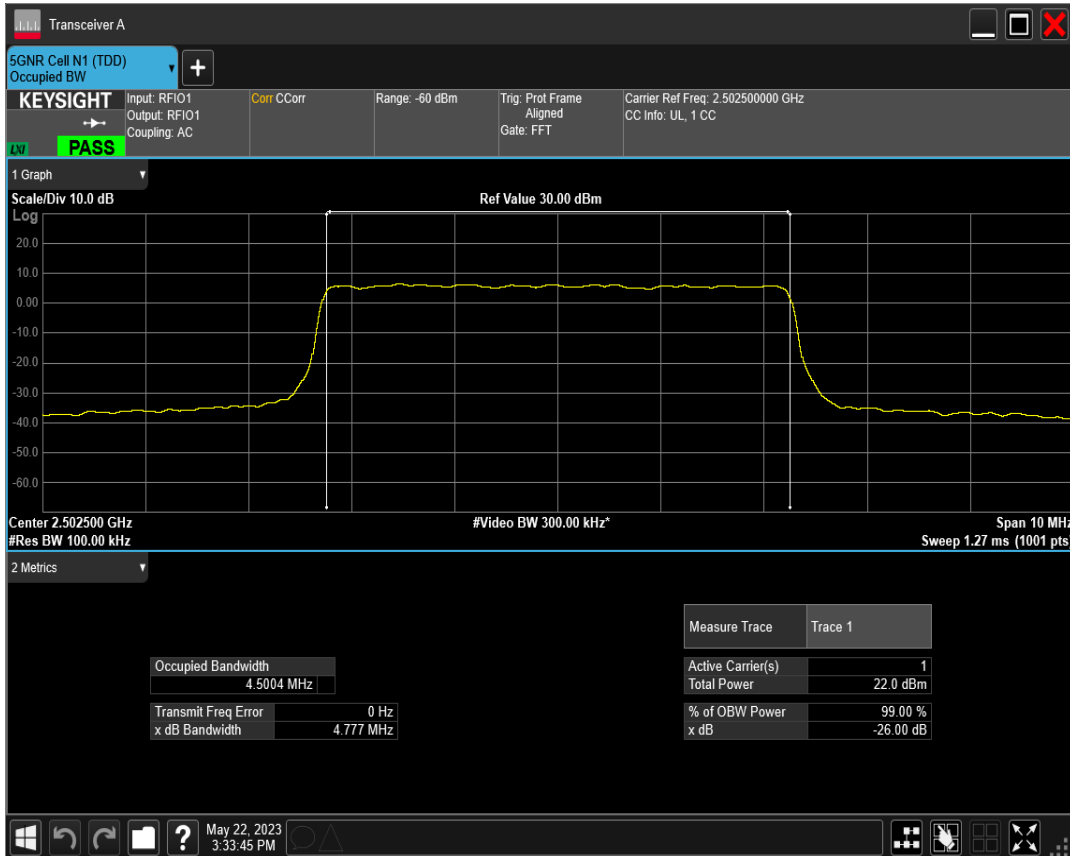 Transceiver A
5GNR Cell N1 (TDD)
Occupied BW
+
KEYSIGHT
LXI
PASS
Input: RFIO1
Output: RFIO1
Coupling: AC
Corr CCorr
Range: -60 dBm
Trig: Prot Frame
Aligned
Gate: FFT
Carrier Ref Freq: 2.502500000 GHz
CC Info: UL, 1 CC
1 Graph
Scale/Div 10.0 dB
Ref Value 30.00 dBm
Log
20.0
10.0
0.00
-10.0
-20.0
-30.0
-40.0
-50.0
-60.0
Center 2.502500 GHz
#Video BW 300.00 kHz*
Span 10 MHz
#Res BW 100.00 kHz
Sweep 1.27 ms (1001 pts)
2 Metrics
Measure Trace Trace 1
Occupied Bandwidth
4.5004 MHz
Active Carrier(s) 1
Total Power 22.0 dBm
Transmit Freq Error 0 Hz
x dB Bandwidth 4.777 MHz
% of OBW Power 99.00 %
x dB -26.00 dB
?
May 22, 2023
3:33:45 PM